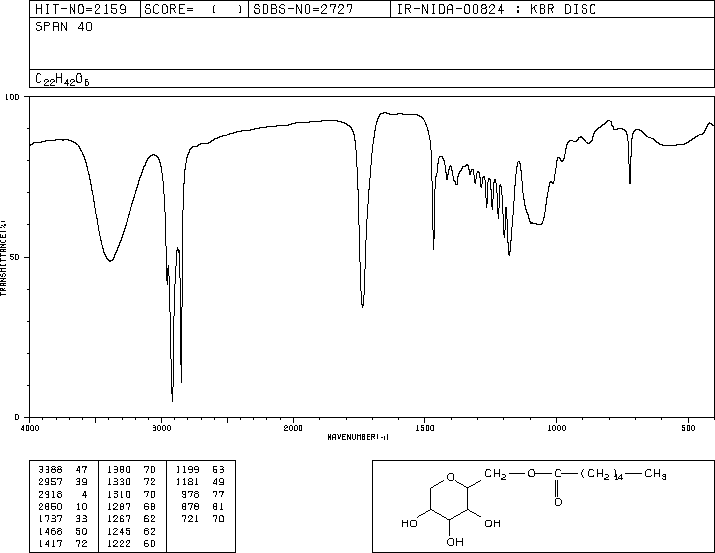 HIT-NO=2159 SCORE= ( ) SDBS-NO=2727 IR-NIDA-00824 : KBR DISC
SPAN 40
C22H42O6
100
50
0
TRANSMITTANCE(%)
4000 3000 2000 1500 1000 500
WAVENUMBER(-1)
3388 47 1380 70 1199 53
2957 39 1330 72 1181 49
2918 4 1310 70 978 77
2850 10 1287 68 878 81
1737 33 1267 62 721 70
1466 50 1245 62
1417 72 1222 60
O CH2 O C (CH2)14 CH3
O
HO OH
OH